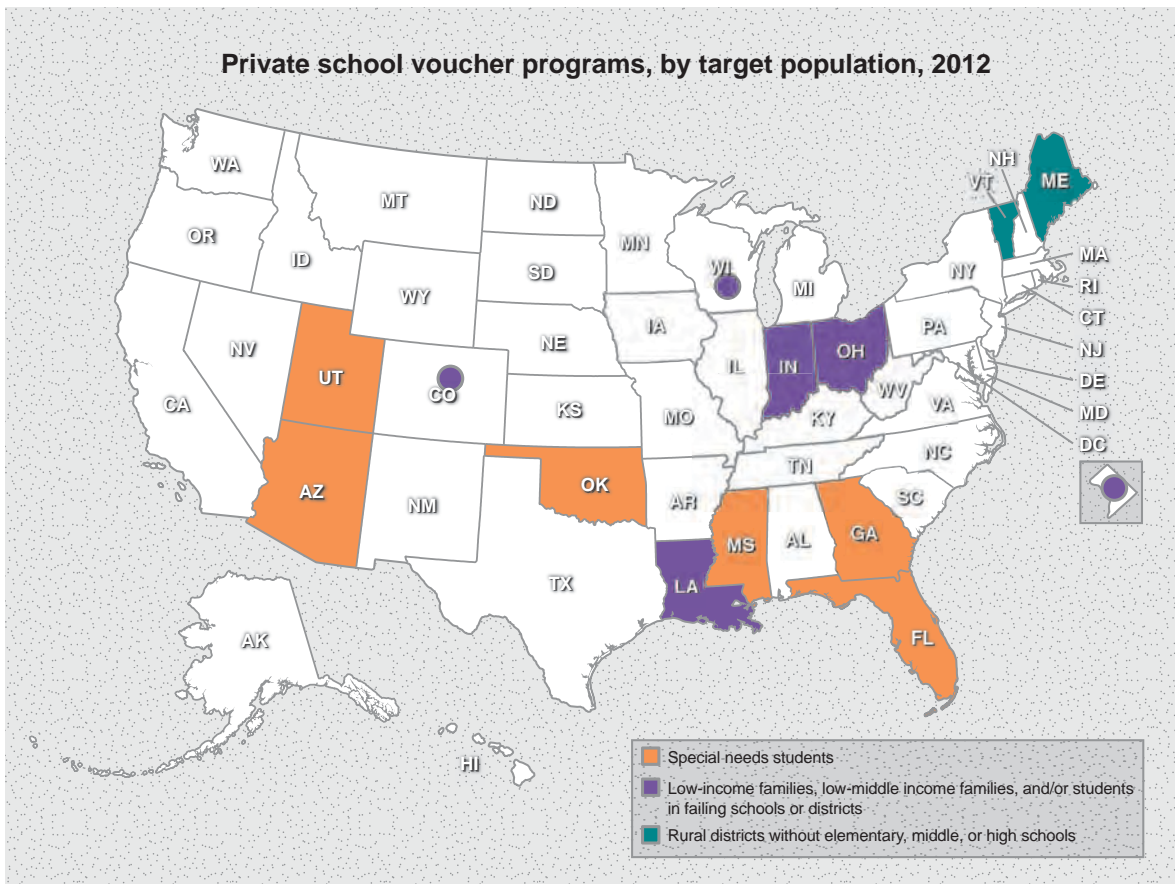 Private school voucher programs, by target population, 2012
WA
OR
CA
NV
ID
MT
WY
UT
AZ
CO
NM
ND
SD
NE
KS
OK
TX
MN
IA
MO
AR
LA
WI
IL
MI
IN
OH
KY
TN
MS
AL
GA
FL
SC
NC
VA
WV
PA
NY
VT
NH
ME
MA
RI
CT
NJ
DE
MD
DC
AK
HI
Special needs students
Low-income families, low-middle income families, and/or students
in failing schools or districts
Rural districts without elementary, middle, or high schools